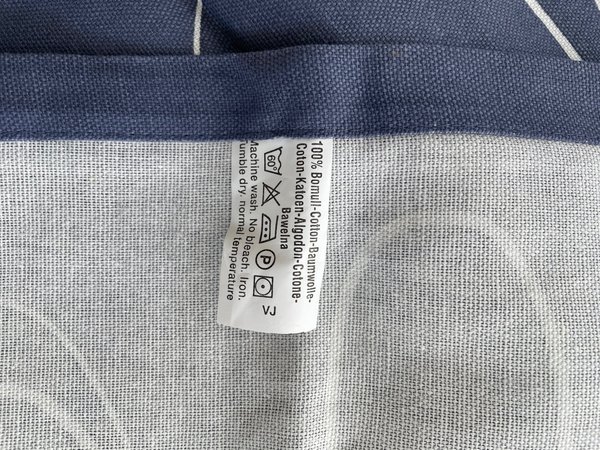 100% Bomull-Cotton-Baumwolle-
Coton-Katoen-Algodon-Cotone-
Bawelna
60°
P
VJ
Machine wash. No bleach. Iron.
Tumble dry. normal temperature